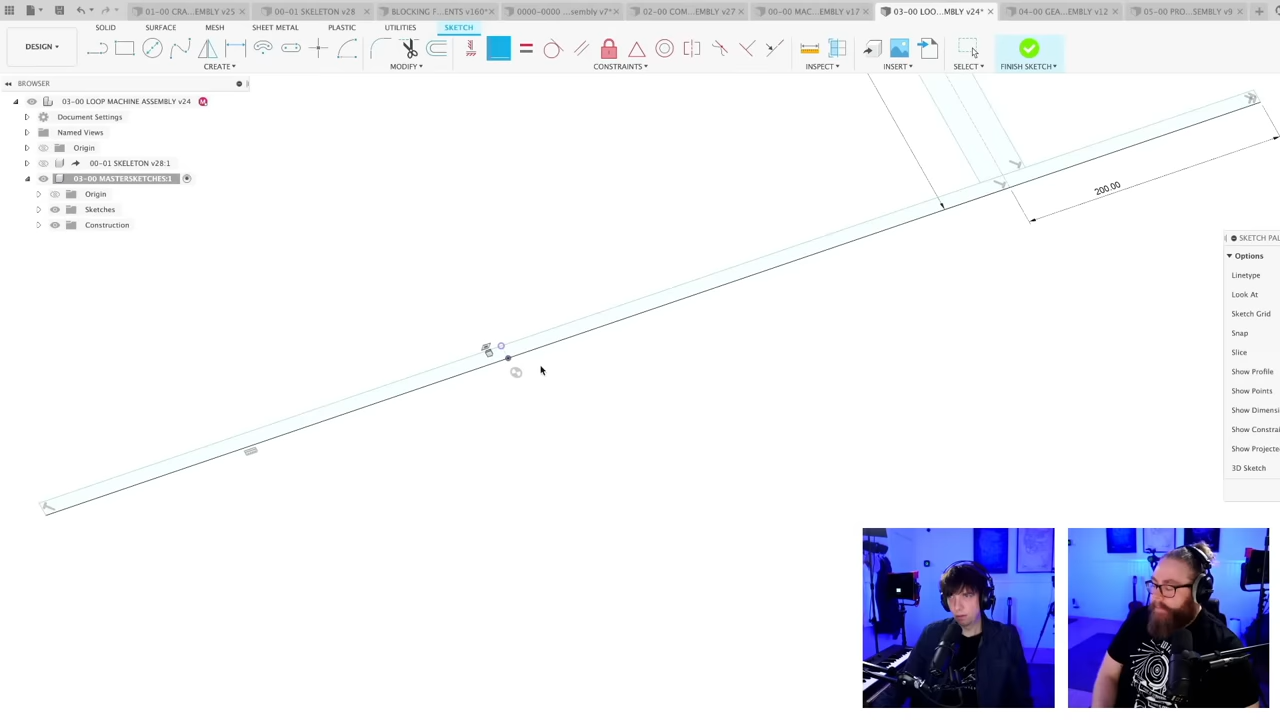 01-00 CRA...EMBLY v25
00-01 SKELETON v28
BLOCKING F...ENTS v160*
0000-0000 ...sembly v7*
02-00 COM...EMBLY v27
00-00 MAC...EMBLY v17
03-00 LOO...MBLY v24*
04-00 GEA...EMBLY v12
05-00 PRO...SEMBLY v9
SOLID
SURFACE
MESH
SHEET METAL
PLASTIC
UTILITIES
SKETCH
DESIGN
CREATE
MODIFY
CONSTRAINTS
INSPECT
INSERT
SELECT
FINISH SKETCH
BROWSER
03-00 LOOP MACHINE ASSEMBLY v24
Document Settings
Named Views
Origin
00-01 SKELETON v28:1
03-00 MASTERSKETCHES:1
Origin
Sketches
Construction
200.00
SKETCH PAL
Options
Linetype
Look At
Sketch Grid
Snap
Slice
Show Profile
Show Points
Show Dimens
Show Constrai
Show Projecte
3D Sketch